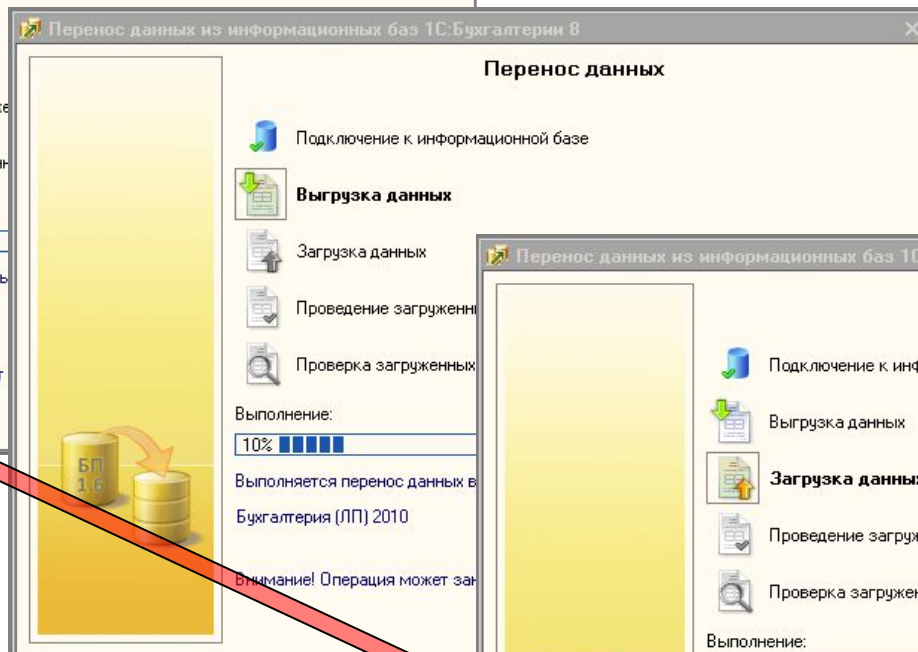 Перенос данных из информационных баз 1С:Бухгалтерии 8
Перенос данных
Подключение к информационной базе
Выгрузка данных
Загрузка данных
Проведение загруженн
Проверка загруженных
Выполнение:
10%
Выполняется перенос данных в
Бухгалтерия (ЛП) 2010
Внимание! Операция может зан
БП
1.6
Перенос данных из информационных баз 1С
Подключение к инф
Выгрузка данных
Загрузка данных
Проведение загруж
Проверка загружен
Выполнение: